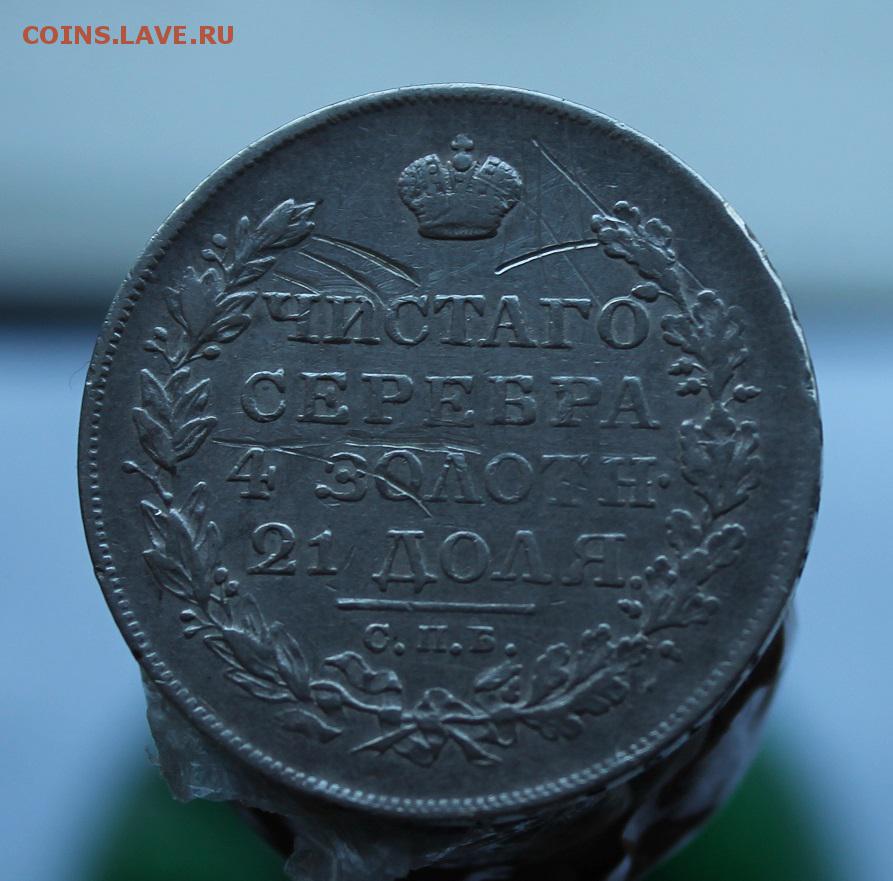 COINS.LAVE.RU
ЧИСТАГО
СЕРЕБРА
4 ЗОЛОТН.
21 ДОЛЯ.
С.П.Б.